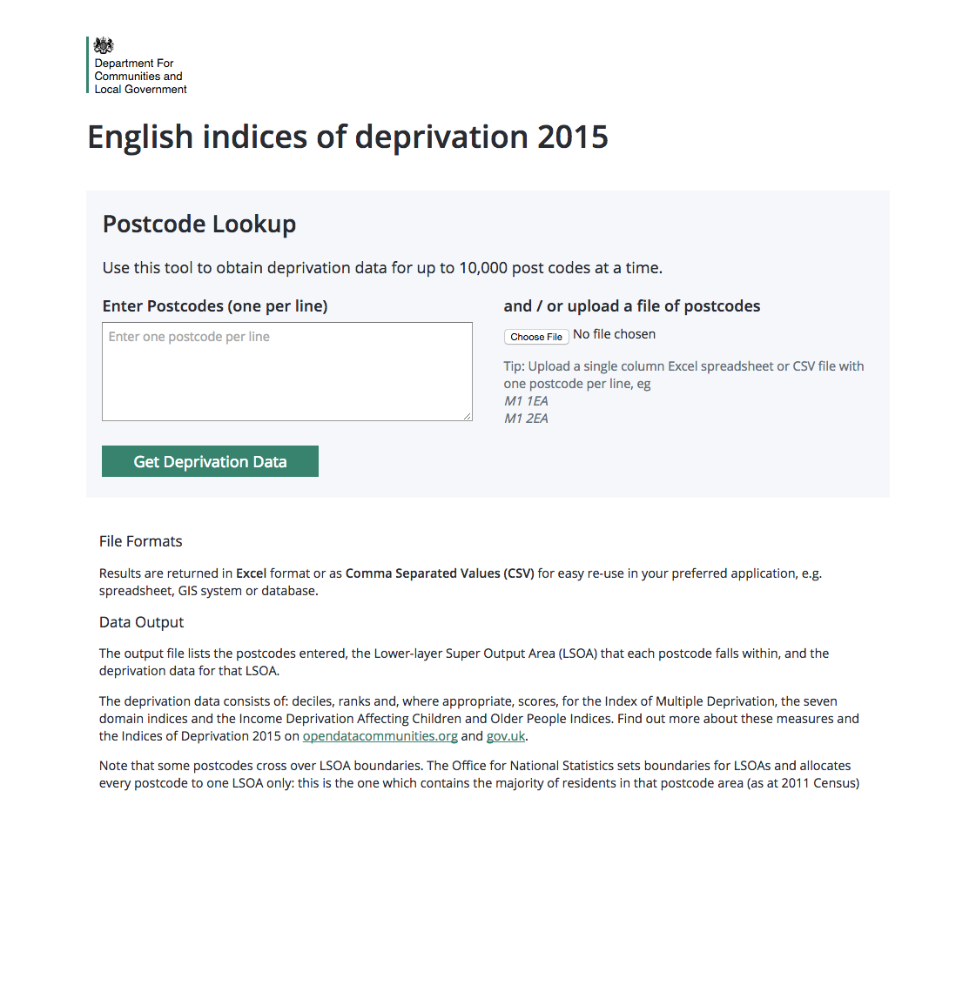 Department For
Communities and
Local Government
English indices of deprivation 2015
Postcode Lookup
Use this tool to obtain deprivation data for up to 10,000 post codes at a time.
Enter Postcodes (one per line)
Enter one postcode per line
and / or upload a file of postcodes
Choose File No file chosen
Tip: Upload a single column Excel spreadsheet or CSV file with
one postcode per line, eg
M1 1EA
M1 2EA
Get Deprivation Data
File Formats
Results are returned in Excel format or as Comma Separated Values (CSV) for easy re-use in your preferred application, e.g.
spreadsheet, GIS system or database.
Data Output
The output file lists the postcodes entered, the Lower-layer Super Output Area (LSOA) that each postcode falls within, and the
deprivation data for that LSOA.
The deprivation data consists of: deciles, ranks and, where appropriate, scores, for the Index of Multiple Deprivation, the seven
domain indices and the Income Deprivation Affecting Children and Older People Indices. Find out more about these measures and
the Indices of Deprivation 2015 on opendatacommunities.org and gov.uk.
Note that some postcodes cross over LSOA boundaries. The Office for National Statistics sets boundaries for LSOAs and allocates
every postcode to one LSOA only: this is the one which contains the majority of residents in that postcode area (as at 2011 Census)